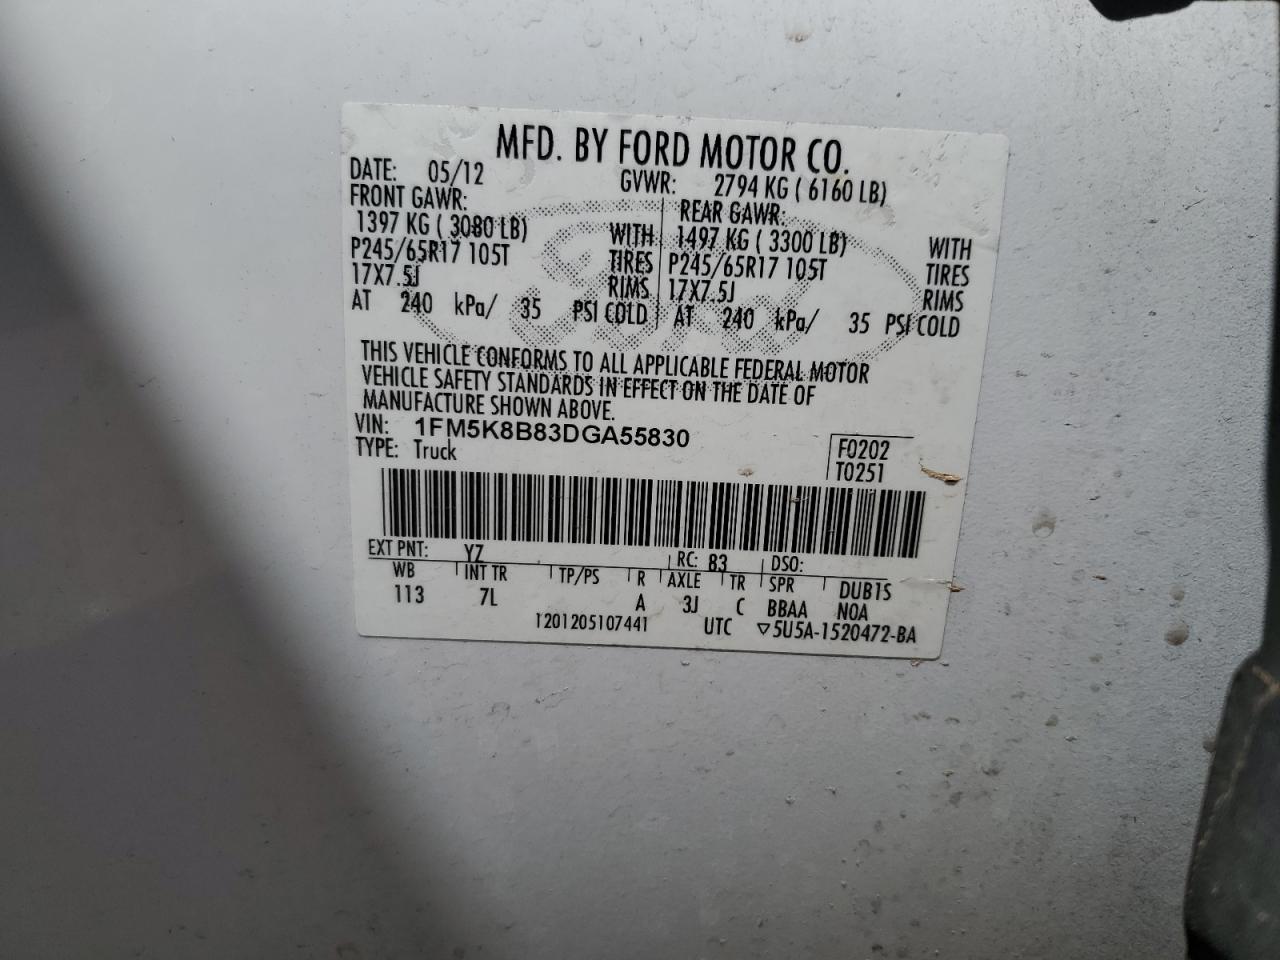 MFD. BY FORD MOTOR CO.
DATE: 05/12 GVWR: 2794 KG ( 6160 LB)
FRONT GAWR: REAR GAWR:
1397 KG ( 3080 LB) WITH 1497 KG ( 3300 LB) WITH
P245/65R17 105T TIRES P245/65R17 105T TIRES
17X7.5J RIMS 17X7.5J RIMS
AT 240 kPa/ 35 PSI COLD AT 240 kPa/ 35 PSI COLD
THIS VEHICLE CONFORMS TO ALL APPLICABLE FEDERAL MOTOR
VEHICLE SAFETY STANDARDS IN EFFECT ON THE DATE OF
MANUFACTURE SHOWN ABOVE.
VIN: 1FM5K8B83DGA55830
TYPE: Truck
F0202
T0251
EXT PNT: YZ RC: 83 DSO:
WB INT TR TP/PS R AXLE TR SPR DUB1S
113 7L A 3J C BBAA NOA
T201205107441 UTC ▽5U5A-1520472-BA
Ford